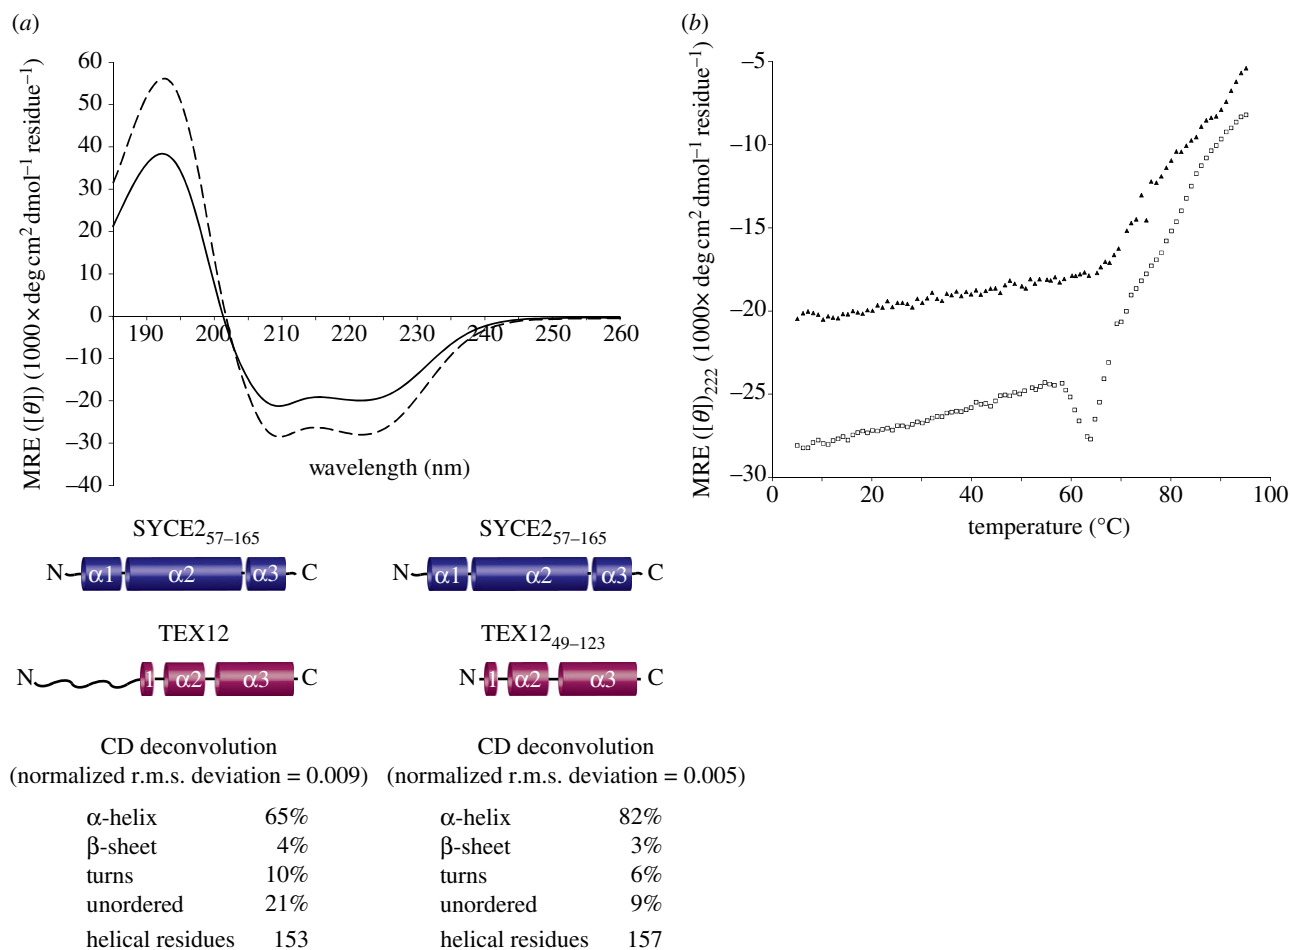 (a)
MRE ([θ]) (1000× deg cm² dmol⁻¹ residue⁻¹)
60
50
40
30
20
10
0
–10
–20
–30
–40
190 200 210 220 230 240 250 260
wavelength (nm)
(b)
MRE ([θ])₂₂₂ (1000× deg cm² dmol⁻¹ residue⁻¹)
–5
–10
–15
–20
–25
–30
0 20 40 60 80 100
temperature (°C)
SYCE2₅₇₋₁₆₅
N α1 α2 α3 C
TEX12
N 1 α2 α3 C
CD deconvolution
(normalized r.m.s. deviation = 0.009)
α-helix 65%
β-sheet 4%
turns 10%
unordered 21%
helical residues 153
SYCE2₅₇₋₁₆₅
N α1 α2 α3 C
TEX12₄₉₋₁₂₃
N 1 α2 α3 C
CD deconvolution
(normalized r.m.s. deviation = 0.005)
α-helix 82%
β-sheet 3%
turns 6%
unordered 9%
helical residues 157